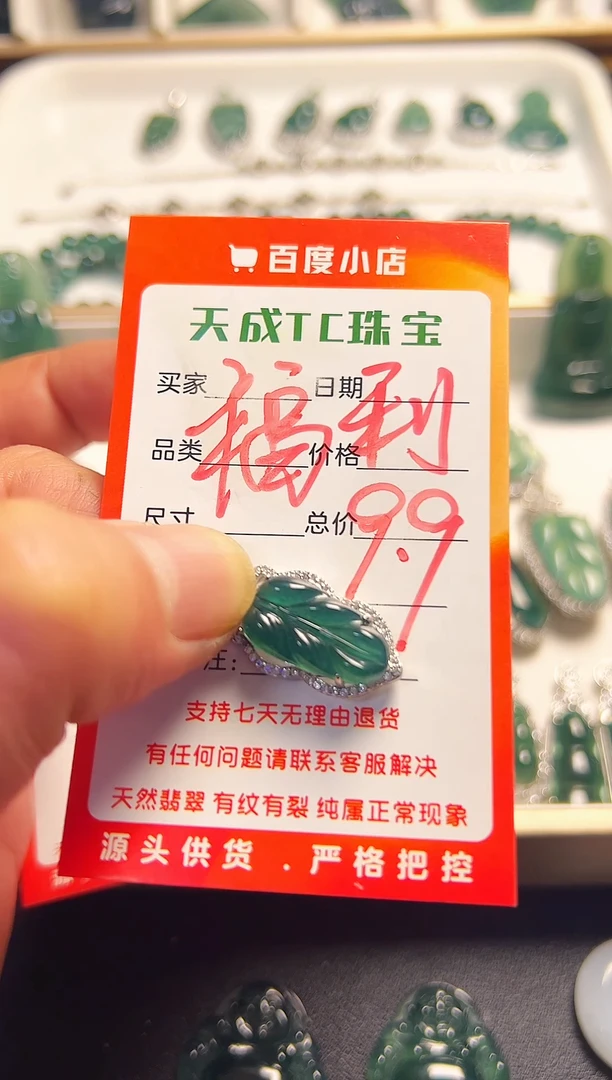 百度小店
天成TC珠宝
买家 日期
福利
品类 价格
尺寸 总价
99.9
注:
支持七天无理由退货
有任何问题请联系客服解决
天然翡翠 有纹有裂 纯属正常现象
源头供货 . 严格把控